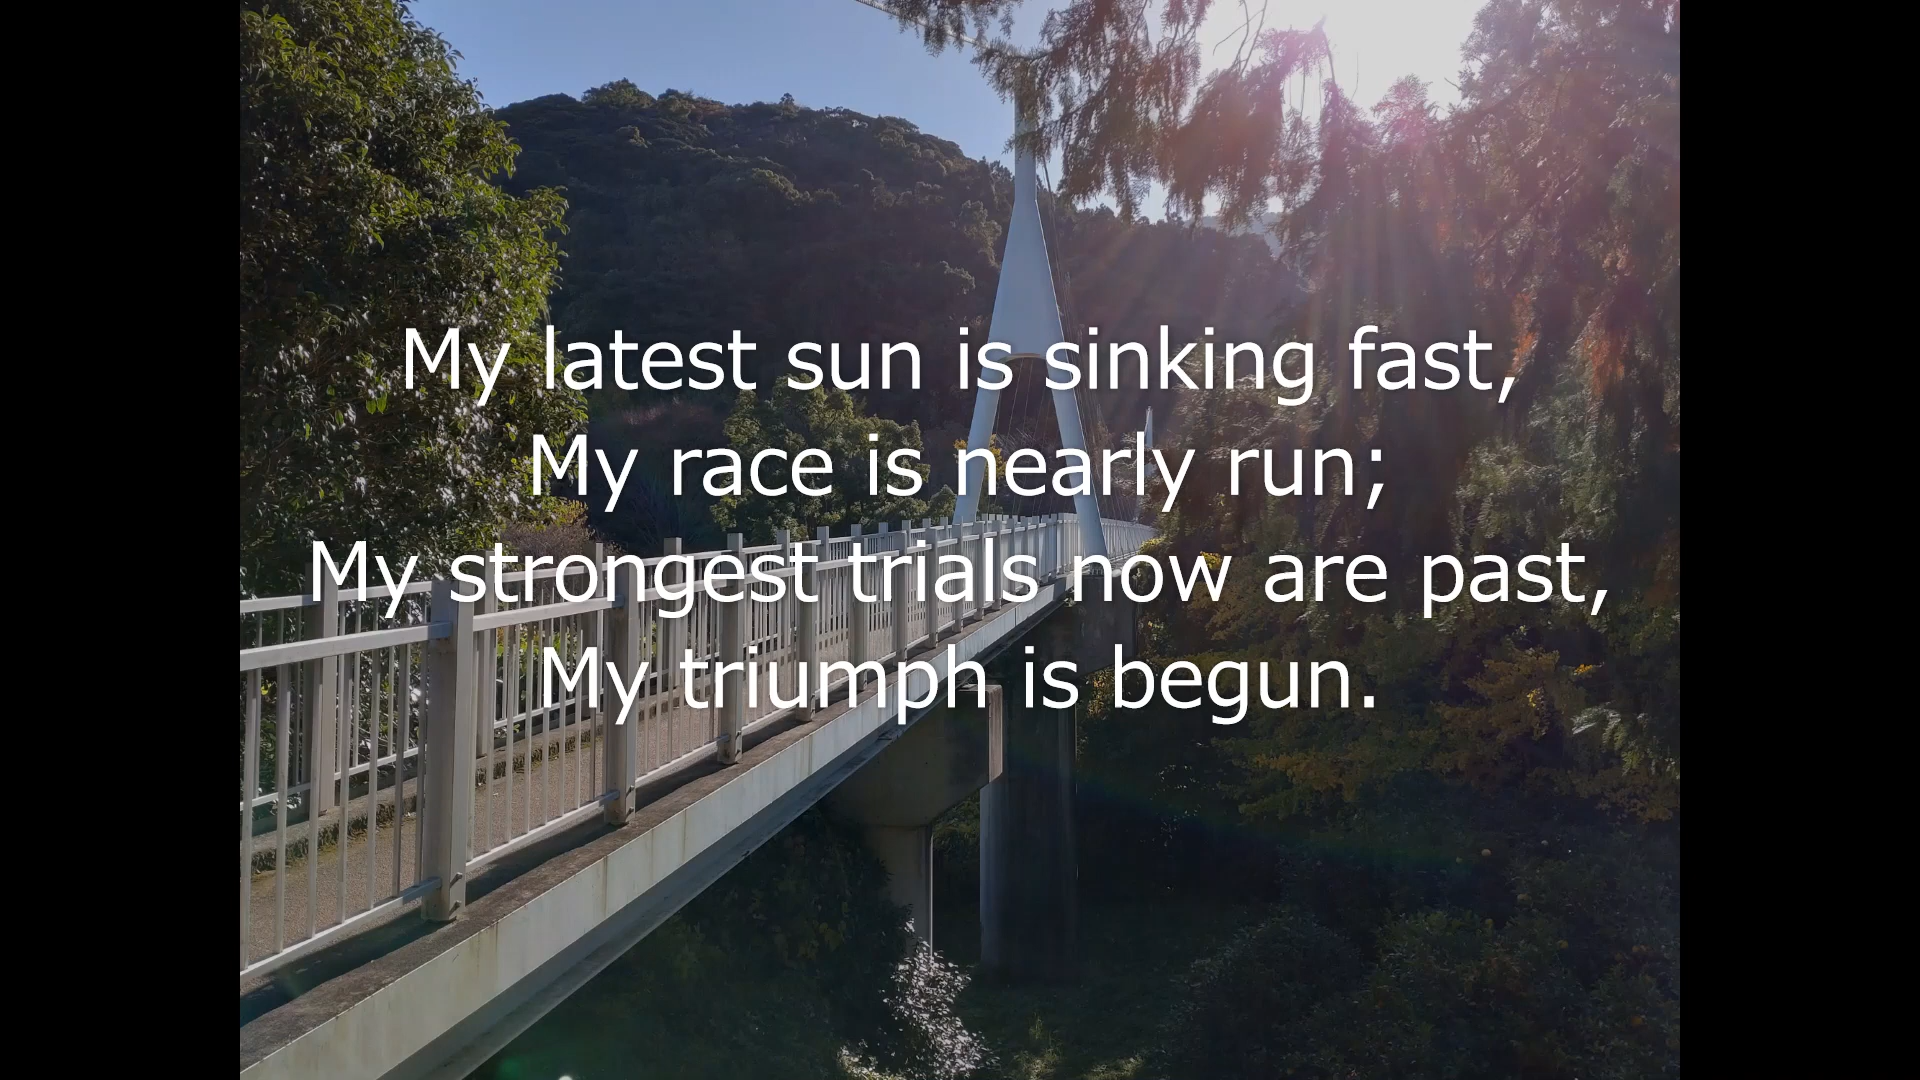 My latest sun is sinking fast,
My race is nearly run;
My strongest trials now are past,
My triumph is begun.